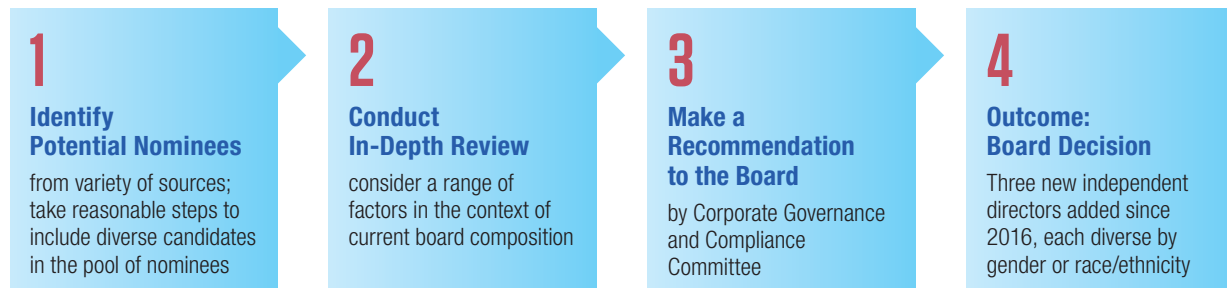 1
Identify
Potential Nominees
from variety of sources;
take reasonable steps to
include diverse candidates
in the pool of nominees
2
Conduct
In-Depth Review
consider a range of
factors in the context of
current board composition
3
Make a
Recommendation
to the Board
by Corporate Governance
and Compliance
Committee
4
Outcome:
Board Decision
Three new independent
directors added since
2016, each diverse by
gender or race/ethnicity